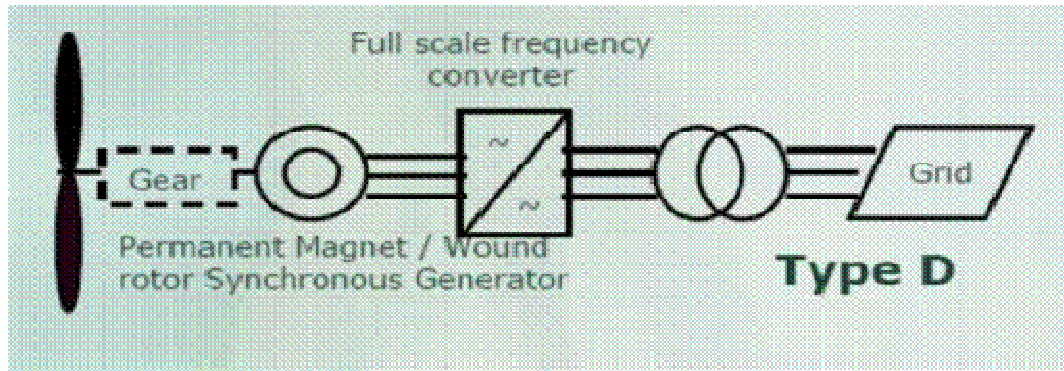 Full scale frequency
converter
~
~
Gear
Grid
Permanent Magnet / Wound
rotor Synchronous Generator
Type D